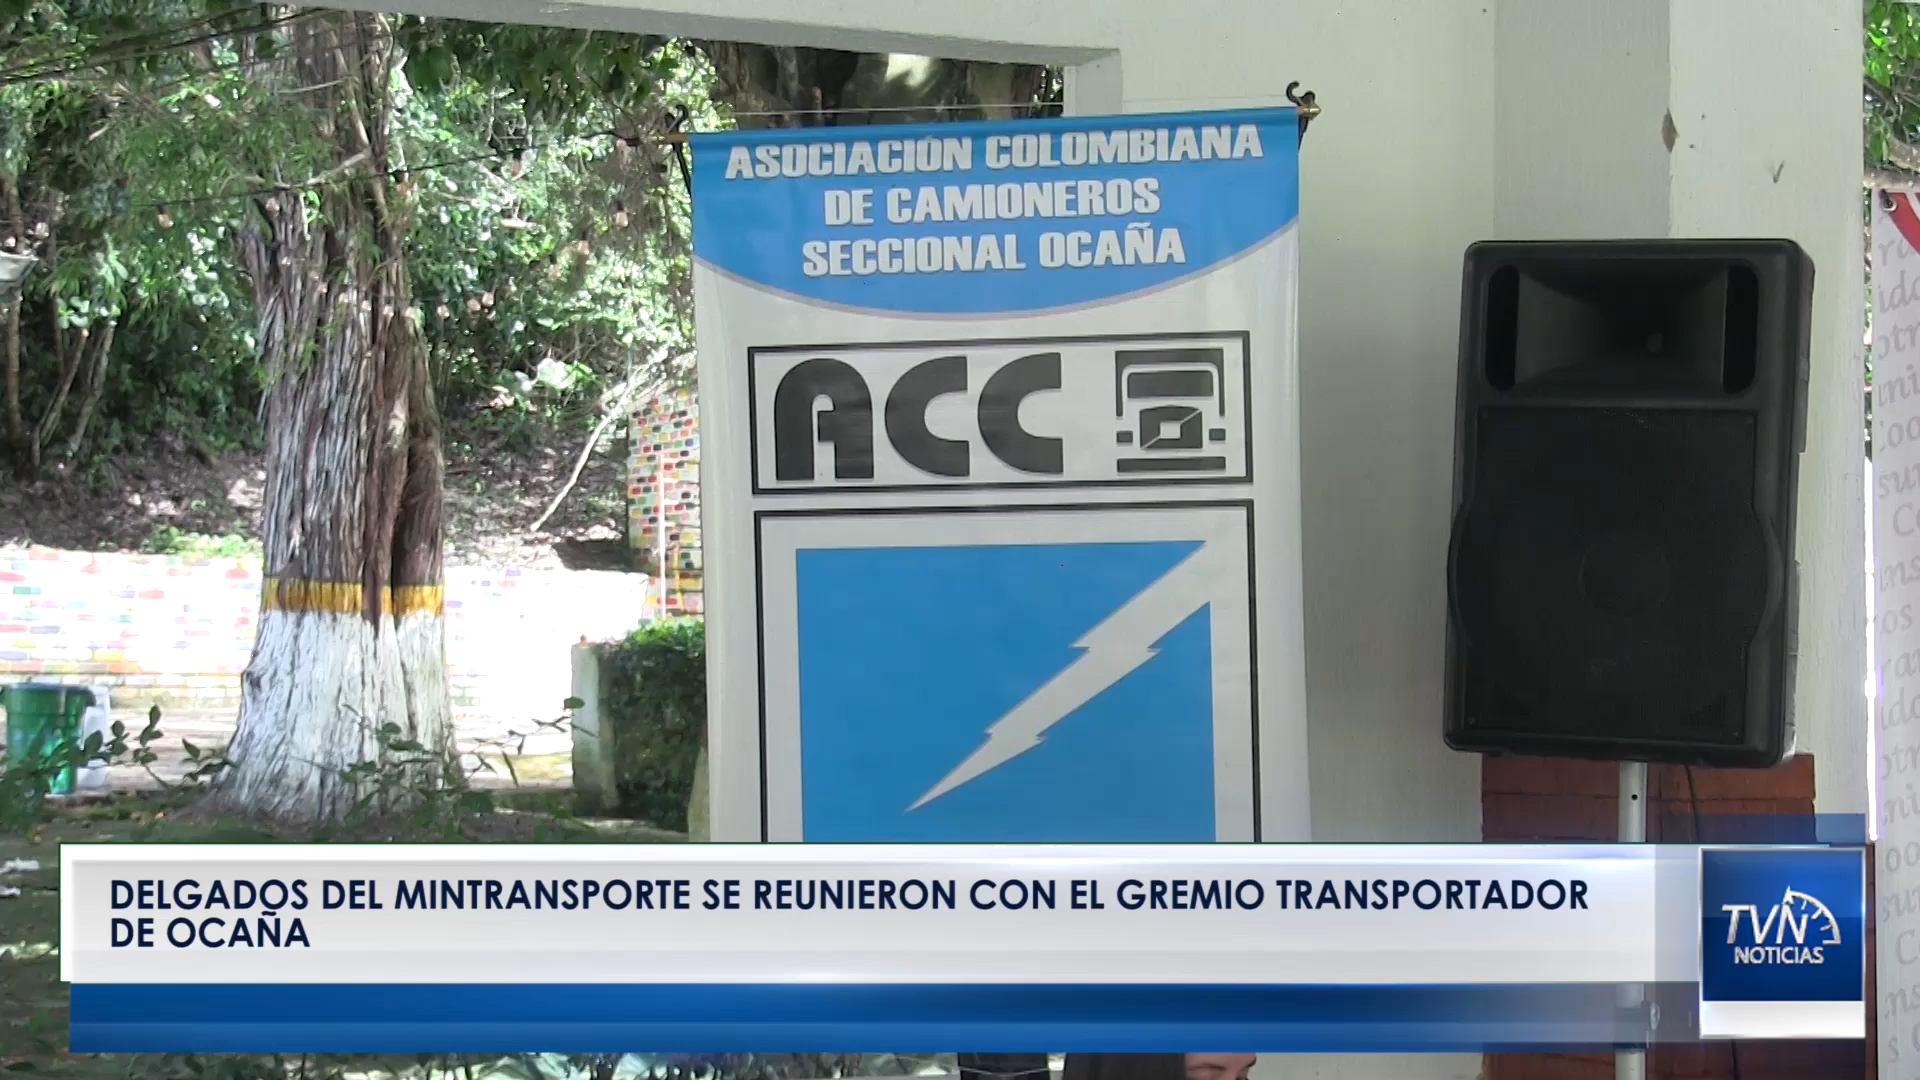 ASOCIACIÓN COLOMBIANA
DE CAMIONEROS
SECCIONAL OCAÑA
ACC
DELGADOS DEL MINTRANSPORTE SE REUNIERON CON EL GREMIO TRANSPORTADOR
DE OCAÑA
TVN
NOTICIAS